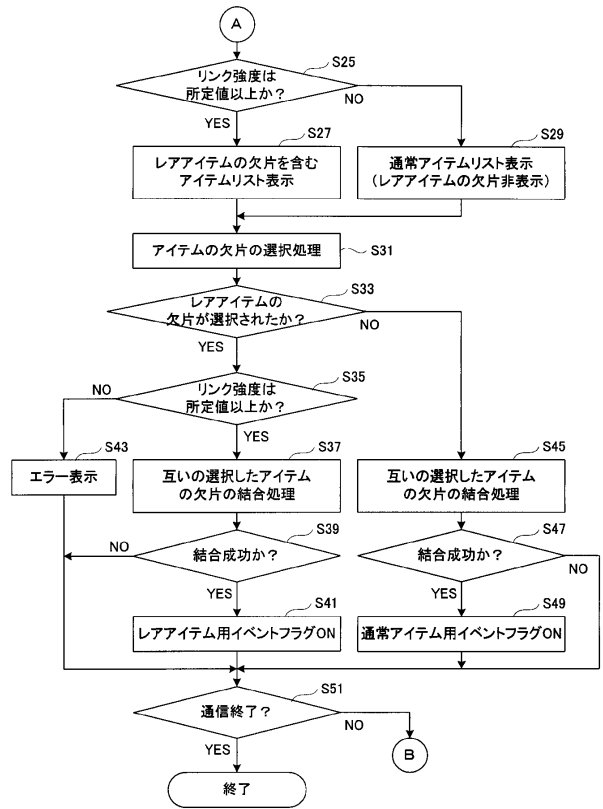 A
S25
リンク強度は
所定値以上か?
NO
YES
S27
レアアイテムの欠片を含む
アイテムリスト表示
S29
通常アイテムリスト表示
(レアアイテムの欠片非表示)
アイテムの欠片の選択処理
S31
S33
レアアイテムの
欠片が選択されたか?
NO
YES
S35
リンク強度は
所定値以上か?
NO
YES
S43
エラー表示
S37
互いの選択したアイテム
の欠片の結合処理
S45
互いの選択したアイテム
の欠片の結合処理
S39
結合成功か?
NO
YES
S47
結合成功か?
NO
YES
S41
レアアイテム用イベントフラグON
S49
通常アイテム用イベントフラグON
S51
通信終了?
NO
YES
B
終了